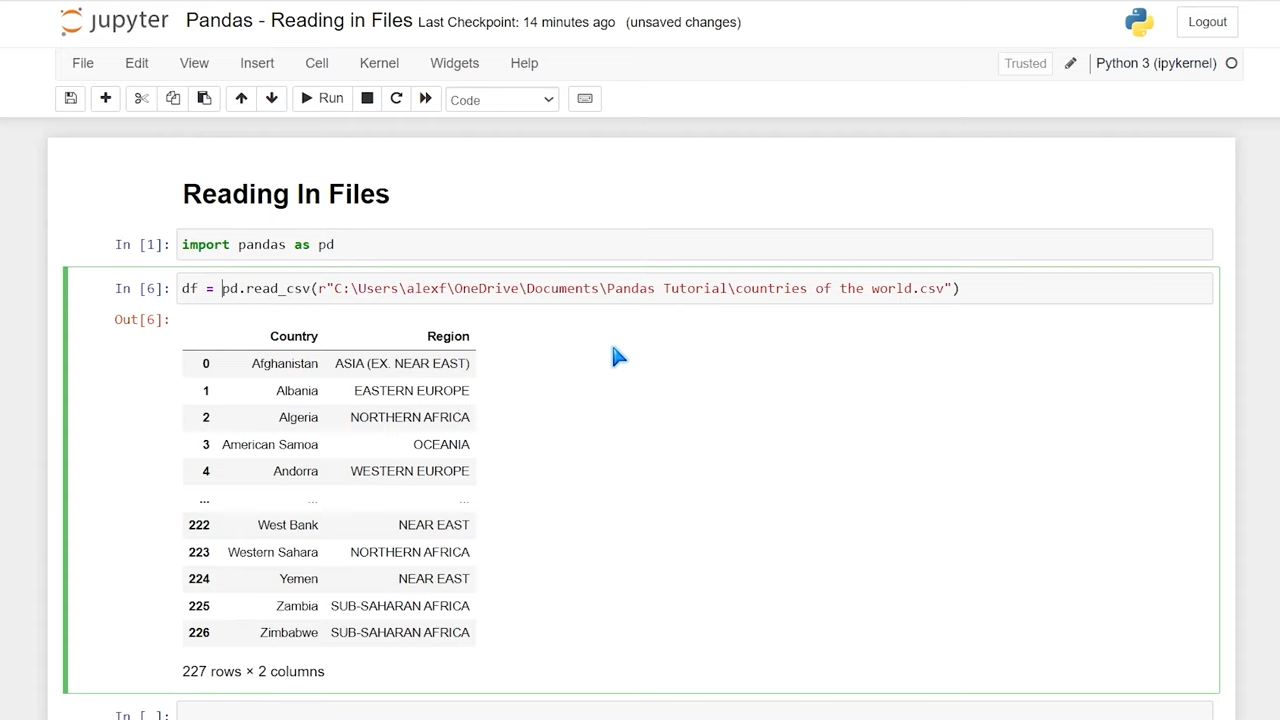 jupyter Pandas - Reading in Files Last Checkpoint: 14 minutes ago (unsaved changes) Logout
File Edit View Insert Cell Kernel Widgets Help Trusted Python 3 (ipykernel)
Run Code
Reading In Files
In [1]: import pandas as pd
In [6]: df = pd.read_csv(r"C:\Users\alexf\OneDrive\Documents\Pandas Tutorial\countries of the world.csv")
Out[6]:
Country Region
0 Afghanistan ASIA (EX. NEAR EAST)
1 Albania EASTERN EUROPE
2 Algeria NORTHERN AFRICA
3 American Samoa OCEANIA
4 Andorra WESTERN EUROPE
... ... ...
222 West Bank NEAR EAST
223 Western Sahara NORTHERN AFRICA
224 Yemen NEAR EAST
225 Zambia SUB-SAHARAN AFRICA
226 Zimbabwe SUB-SAHARAN AFRICA
227 rows × 2 columns
In [ ]: